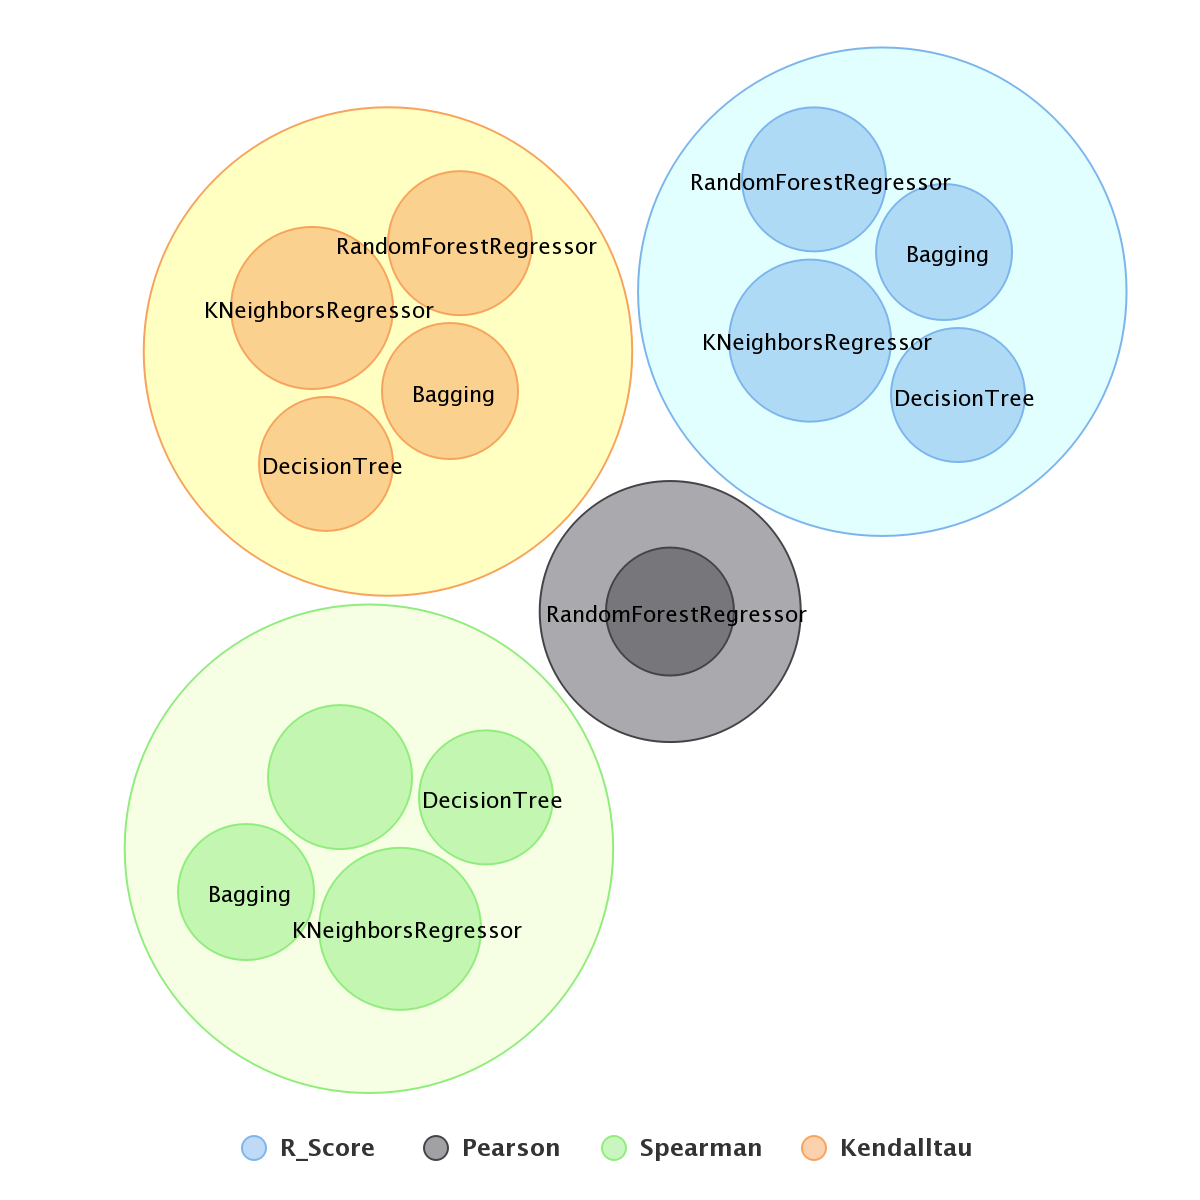 RandomForestRegressor
Bagging
KNeighborsRegressor
DecisionTree
RandomForestRegressor
KNeighborsRegressor
Bagging
DecisionTree
RandomForestRegressor
DecisionTree
Bagging
KNeighborsRegressor
R_Score
Pearson
Spearman
Kendalltau